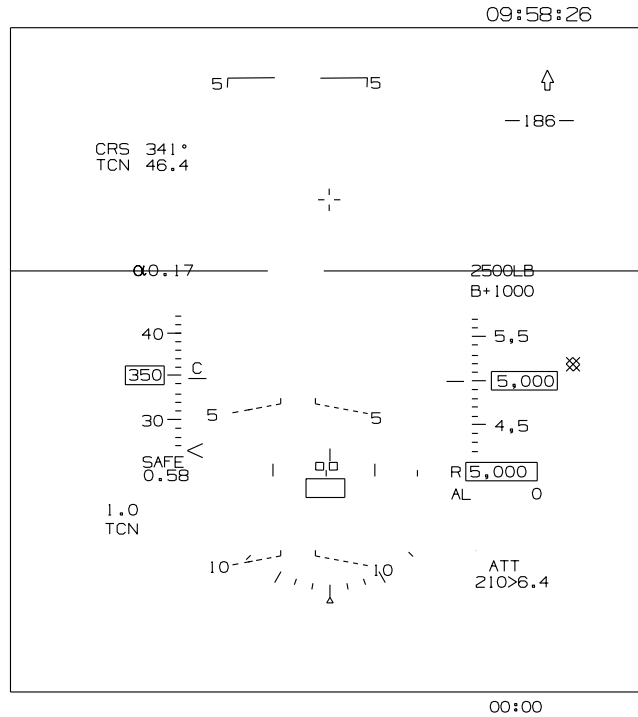 09:58:26
5 5
186
CRS 341°
TCN 46.4
α0.17
2500LB
B+1000
40
5,5
350
C
5,000
30
4,5
5 5
SAFE
0.58
R 5,000
AL 0
1.0
TCN
10 10
ATT
210>6.4
00:00